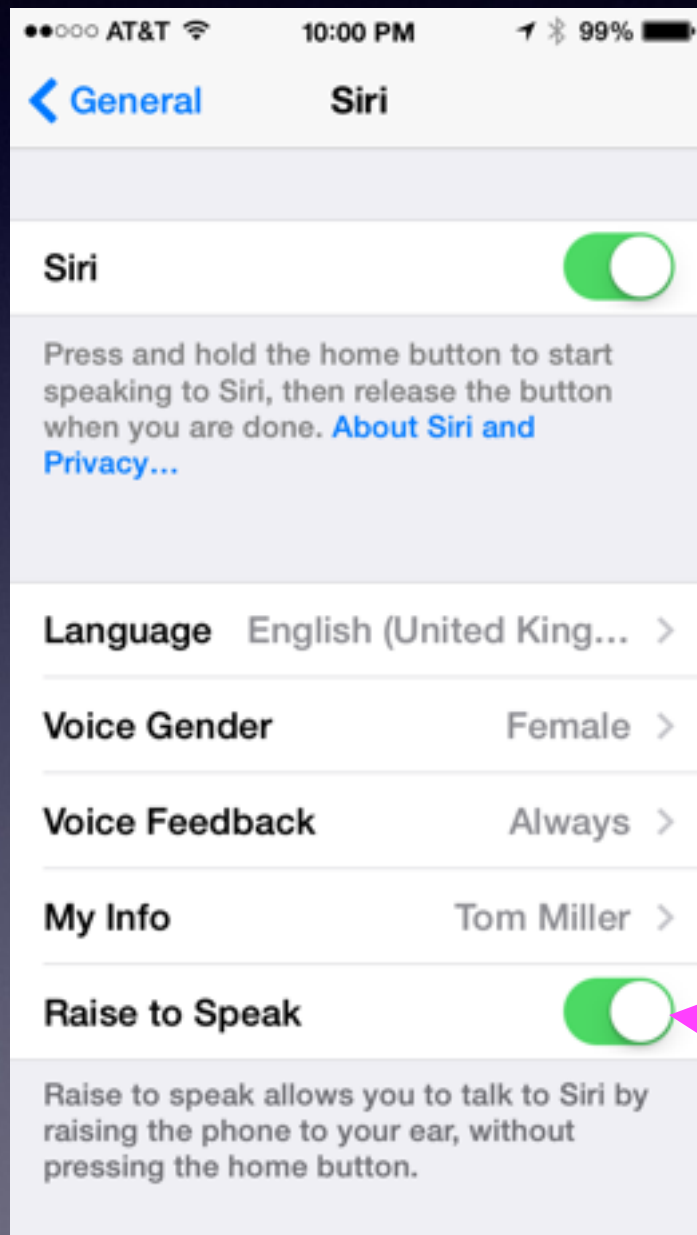 AT&T 10:00 PM 99%
General Siri
Siri
Press and hold the home button to start
speaking to Siri, then release the button
when you are done. About Siri and
Privacy...
Language English (United King... >
Voice Gender Female >
Voice Feedback Always >
My Info Tom Miller >
Raise to Speak
Raise to speak allows you to talk to Siri by
raising the phone to your ear, without
pressing the home button.